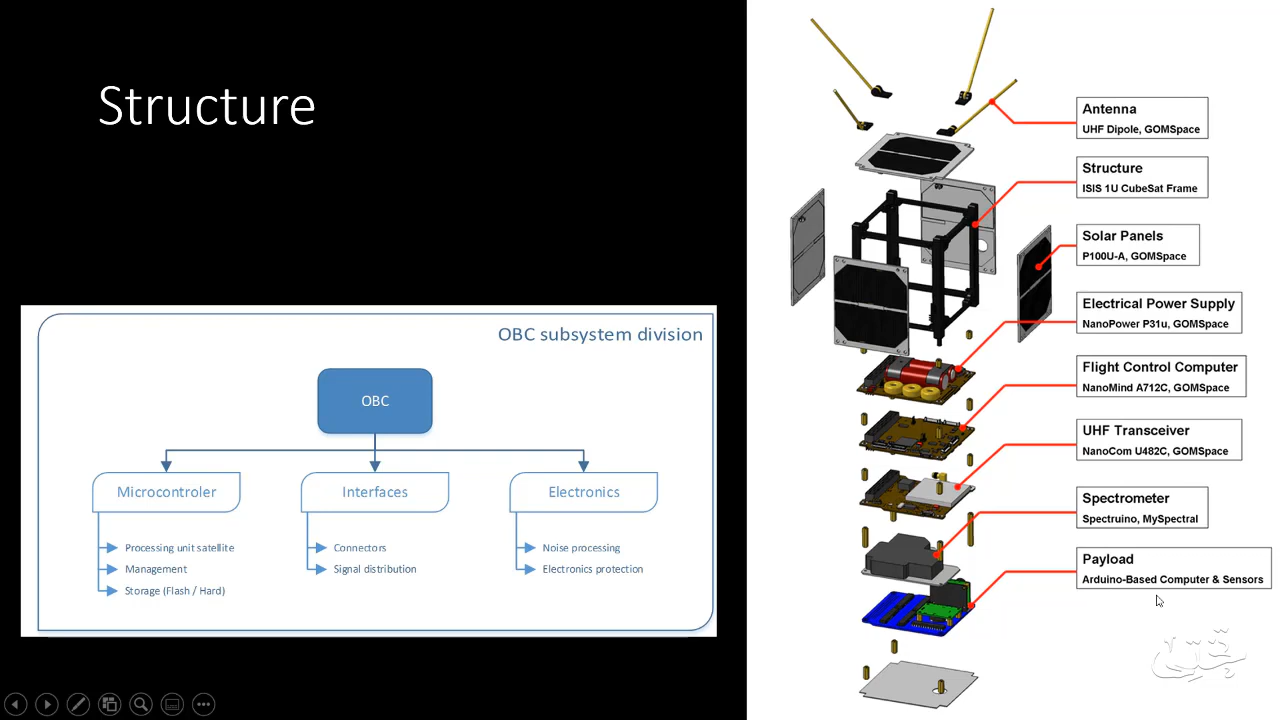 Structure
OBC subsystem division
OBC
Microcontroler
Interfaces
Electronics
Processing unit satellite
Management
Storage (Flash / Hard)
Connectors
Signal distribution
Noise processing
Electronics protection
Antenna
UHF Dipole, GOMSpace
Structure
ISIS 1U CubeSat Frame
Solar Panels
P100U-A, GOMSpace
Electrical Power Supply
NanoPower P31u, GOMSpace
Flight Control Computer
NanoMind A712C, GOMSpace
UHF Transceiver
NanoCom U482C, GOMSpace
Spectrometer
Spectruino, MySpectral
Payload
Arduino-Based Computer & Sensors